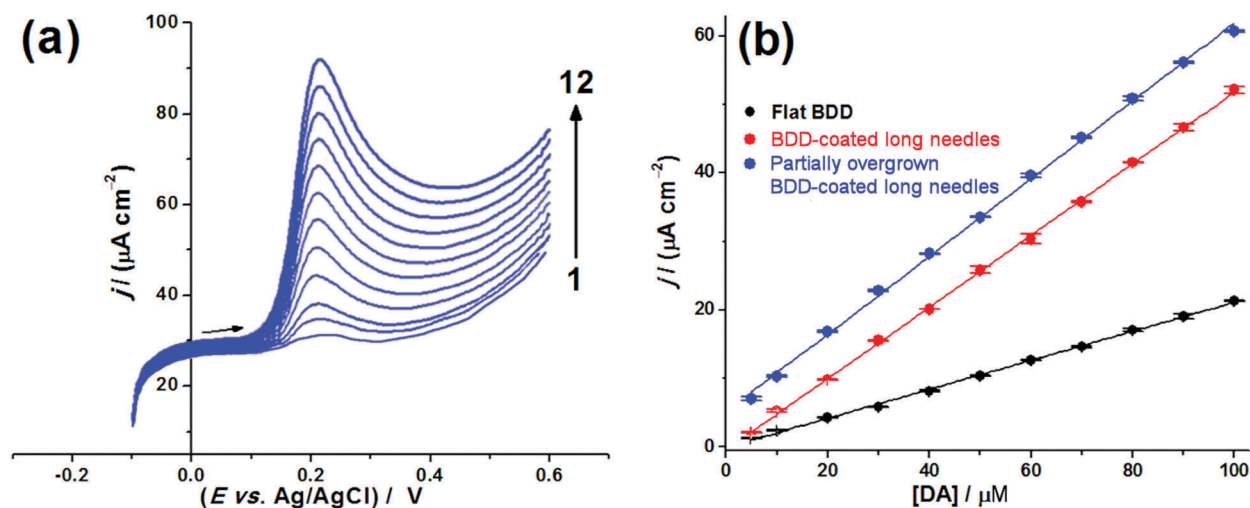 (a)
100
80
60
40
20
j / (μA cm⁻²)
12
1
-0.2
0.0
0.2
0.4
0.6
(E vs. Ag/AgCl) / V
(b)
60
40
20
0
j / (μA cm⁻²)
Flat BDD
BDD-coated long needles
Partially overgrown
BDD-coated long needles
20
40
60
80
100
[DA] / μM